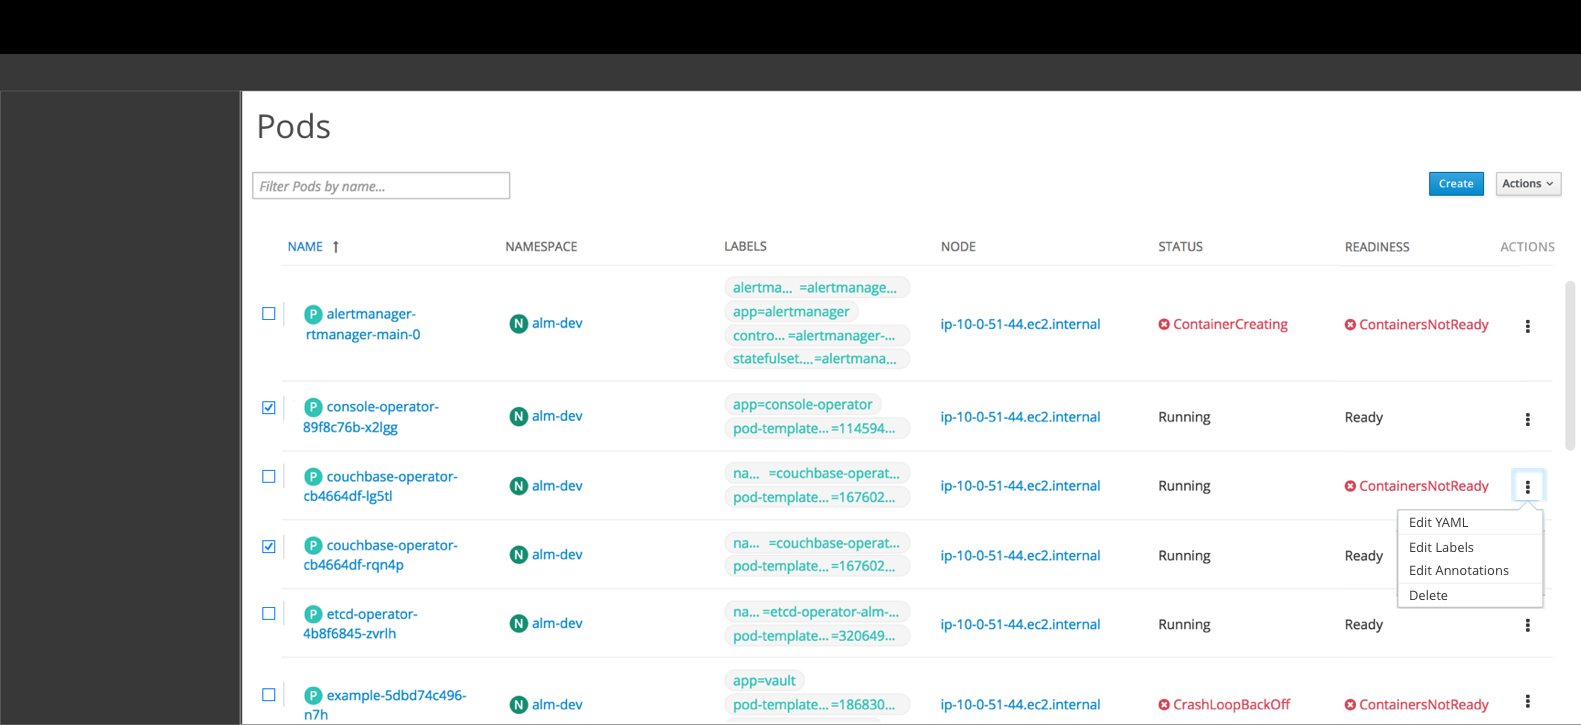 Pods
Filter Pods by name...
Create
Actions
NAME ↑ NAMESPACE LABELS NODE STATUS READINESS ACTIONS
alertma... =alertmanage...
P alertmanager- app=alertmanager
rtmanager-main-0 N alm-dev contro... =alertmanager-... ip-10-0-51-44.ec2.internal ContainerCreating ContainersNotReady
statefulset....=alertmana...
P console-operator- app=console-operator
89f8c76b-x2lgg N alm-dev pod-template...=114594... ip-10-0-51-44.ec2.internal Running Ready
P couchbase-operator- na... =couchbase-operat...
cb4664df-lg5tl N alm-dev pod-template...=167602... ip-10-0-51-44.ec2.internal Running ContainersNotReady
Edit YAML
Edit Labels
Edit Annotations
Delete
P couchbase-operator- na... =couchbase-operat...
cb4664df-rqn4p N alm-dev pod-template...=167602... ip-10-0-51-44.ec2.internal Running Ready
P etcd-operator- na... =etcd-operator-alm-...
4b8f6845-zvrlh N alm-dev pod-template...=320649... ip-10-0-51-44.ec2.internal Running Ready
P example-5dbd74c496- app=vault
n7h N alm-dev pod-template...=186830... ip-10-0-51-44.ec2.internal CrashLoopBackOff ContainersNotReady